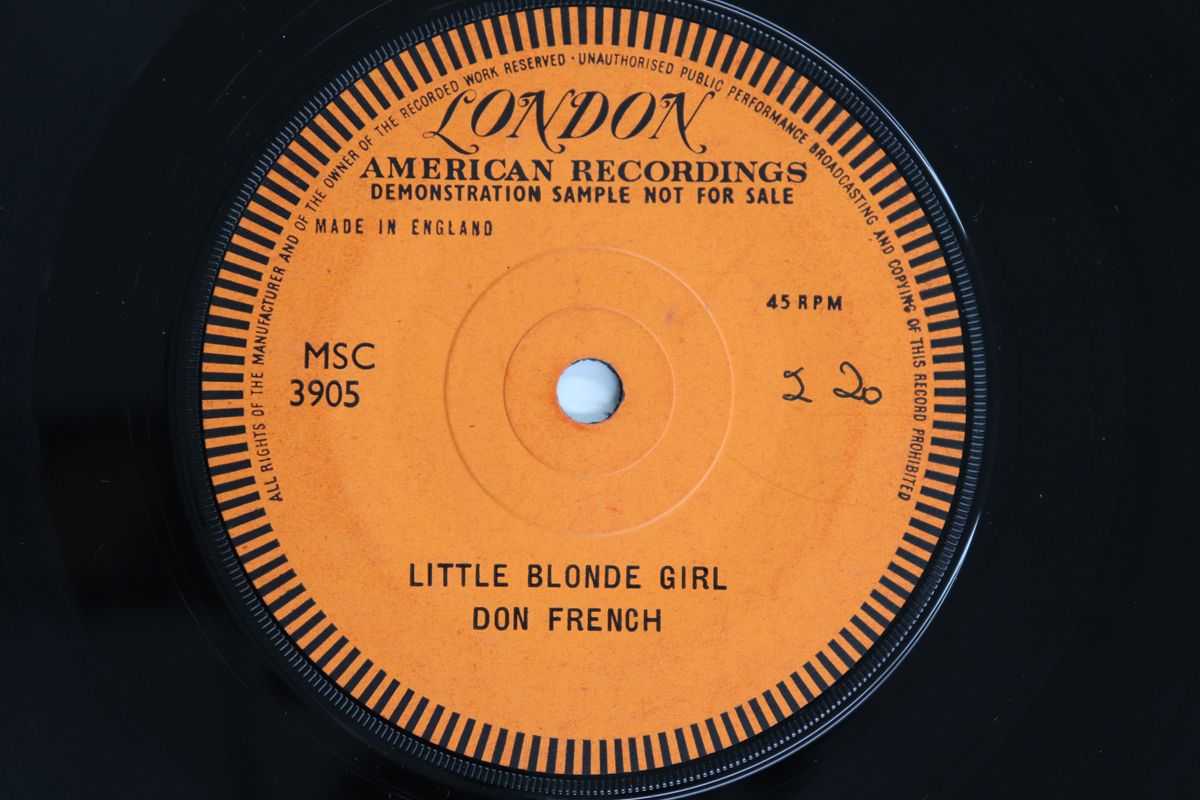 ALL RIGHTS OF THE MANUFACTURER AND OF THE OWNER OF THE RECORDED WORK RESERVED · UNAUTHORISED PUBLIC PERFORMANCE BROADCASTING AND COPYING OF THIS RECORD PROHIBITED
LONDON
AMERICAN RECORDINGS
DEMONSTRATION SAMPLE NOT FOR SALE
MADE IN ENGLAND
45 RPM
MSC
3905
2 20
LITTLE BLONDE GIRL
DON FRENCH